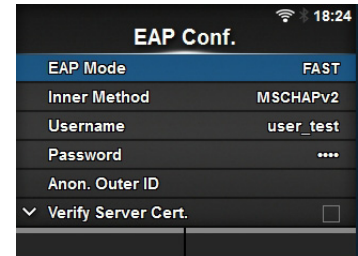 18:24
EAP Conf.
EAP Mode FAST
Inner Method MSCHAPv2
Username user_test
Password ••••
Anon. Outer ID
Verify Server Cert.